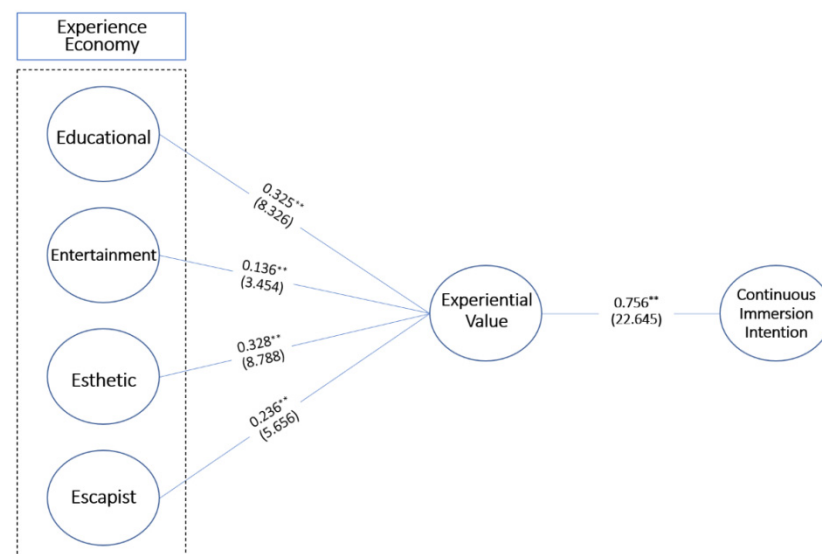 Experience
Economy
Educational
0.325**
(8.326)
Entertainment
0.136**
(3.454)
Esthetic
0.328**
(8.788)
Escapist
0.236**
(5.656)
Experiential
Value
0.756**
(22.645)
Continuous
Immersion
Intention